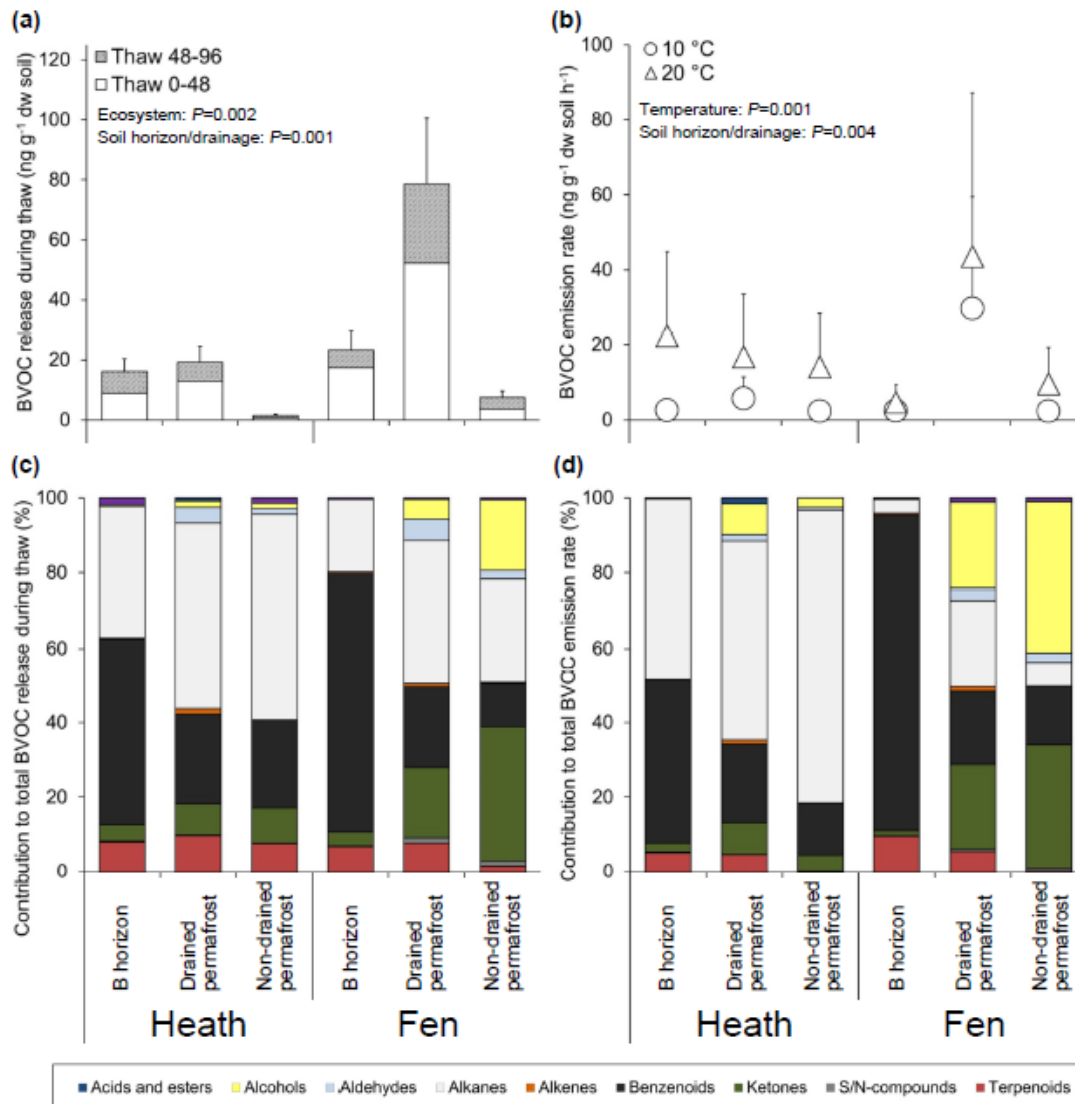 (a)
BVOC release during thaw (ng g⁻¹ dw soil)
120
100
80
60
40
20
0
Thaw 48-96
Thaw 0-48
Ecosystem: P=0.002
Soil horizon/drainage: P=0.001
(b)
BVOC emission rate (ng g⁻¹ dw soil h⁻¹)
100
80
60
40
20
0
10 °C
20 °C
Temperature: P=0.001
Soil horizon/drainage: P=0.004
(c)
Contribution to total BVOC release during thaw (%)
100
80
60
40
20
0
B horizon
Drained
permafrost
Non-drained
permafrost
B horizon
Drained
permafrost
Non-drained
permafrost
Heath
Fen
(d)
Contribution to total BVOC emission rate (%)
100
80
60
40
20
0
B horizon
Drained
permafrost
Non-drained
permafrost
B horizon
Drained
permafrost
Non-drained
permafrost
Heath
Fen
Acids and esters Alcohols Aldehydes Alkanes Alkenes Benzenoids Ketones S/N-compounds Terpenoids